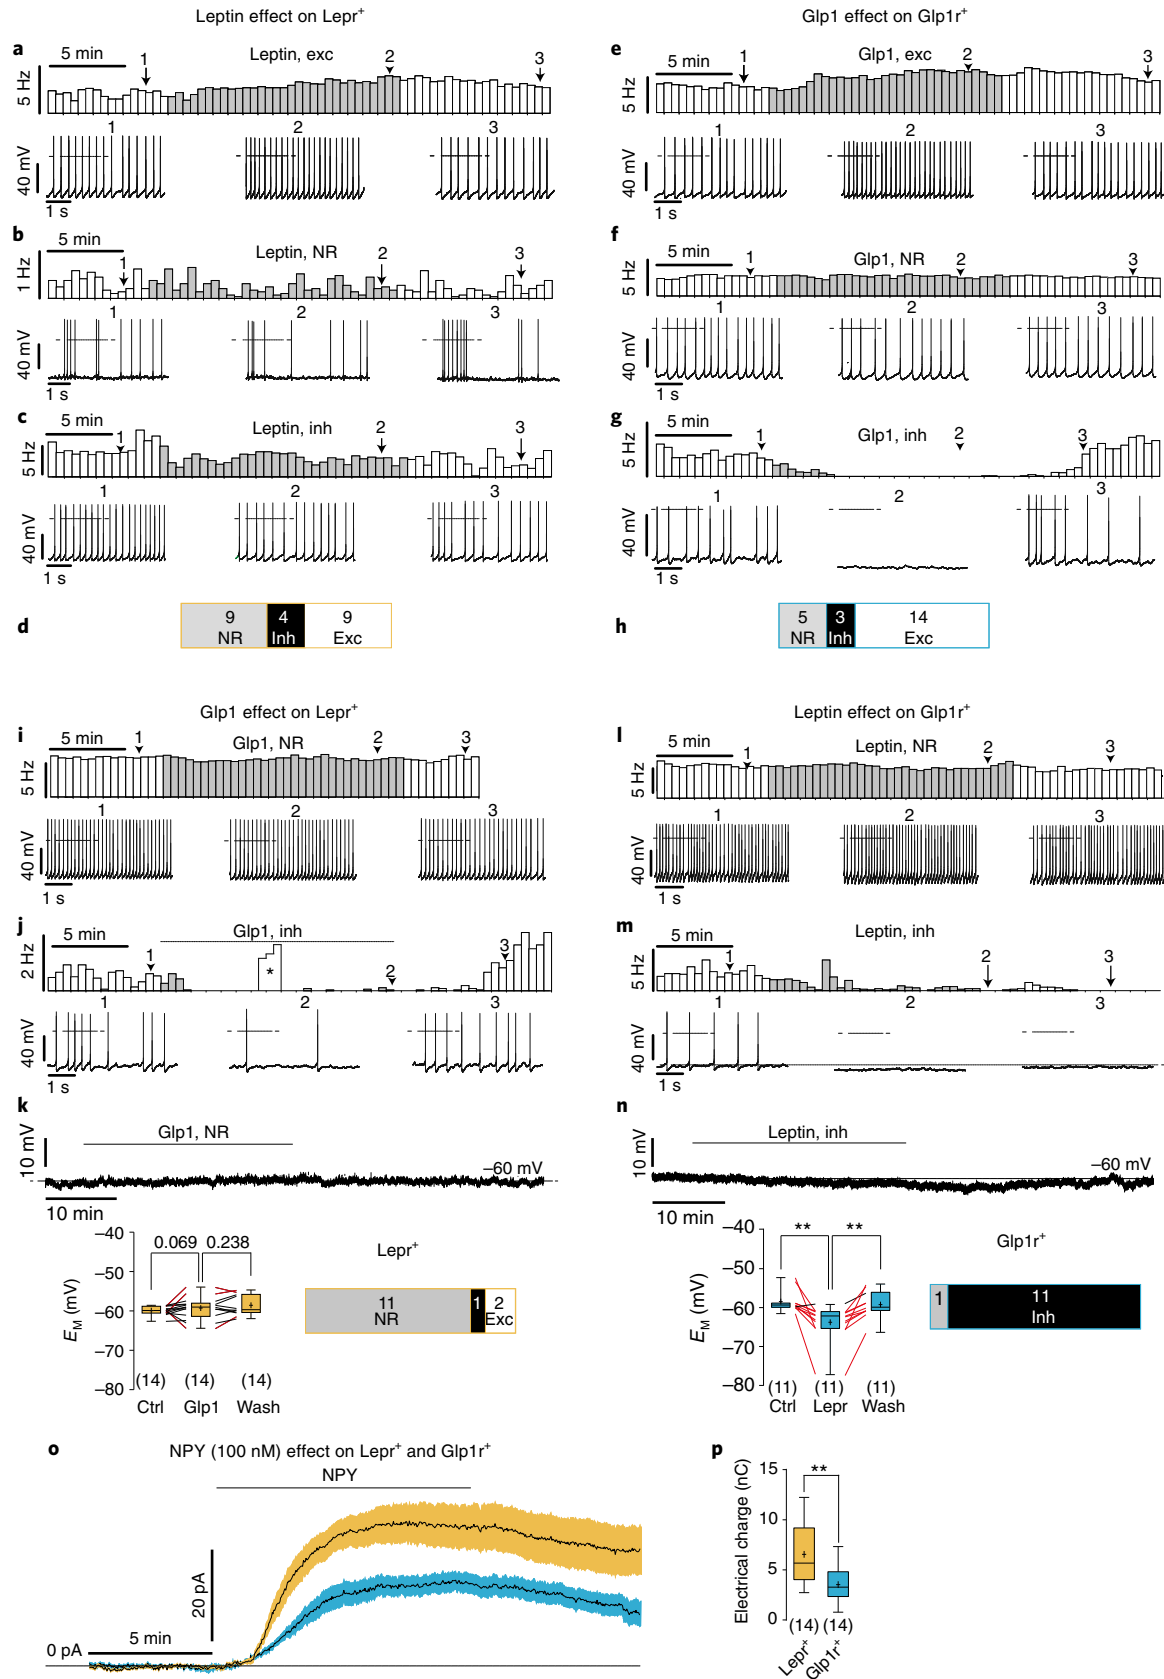 Leptin effect on Lepr+
a
5 min
1
Leptin, exc
2
3
5 Hz
1
2
3
40 mV
1 s
b
5 min
1
Leptin, NR
2
3
1 Hz
1
2
3
40 mV
1 s
c
5 min
1
Leptin, inh
2
3
5 Hz
1
2
3
40 mV
1 s
d
9
NR
4
Inh
9
Exc
Glp1 effect on Glp1r+
e
5 min
1
Glp1, exc
2
3
5 Hz
1
2
3
40 mV
1 s
f
5 min
1
Glp1, NR
2
3
5 Hz
1
2
3
40 mV
1 s
g
5 min
1
Glp1, inh
2
3
5 Hz
1
2
3
40 mV
1 s
h
5
NR
3
Inh
14
Exc
Glp1 effect on Lepr+
i
5 min
1
Glp1, NR
2
3
5 Hz
1
2
3
40 mV
1 s
j
5 min
1
Glp1, inh
*
2
3
2 Hz
1
2
3
40 mV
1 s
k
Glp1, NR
10 mV
–60 mV
10 min
–40
–50
–60
–70
–80
EM (mV)
0.069
0.238
(14)
(14)
(14)
Ctrl
Glp1
Wash
Lepr+
11
NR
1
2
Exc
Leptin effect on Glp1r+
l
5 min
1
Leptin, NR
2
3
5 Hz
1
2
3
40 mV
1 s
m
5 min
1
Leptin, inh
2
3
5 Hz
1
2
3
40 mV
1 s
n
Leptin, inh
10 mV
–60 mV
10 min
–40
–50
–60
–70
–80
EM (mV)
**
**
(11)
(11)
(11)
Ctrl
Lepr
Wash
Glp1r+
1
11
Inh
o
NPY (100 nM) effect on Lepr+ and Glp1r+
NPY
20 pA
5 min
0 pA
p
Electrical charge (nC)
15
10
5
0
**
(14)
(14)
Lepr+
Glp1r+